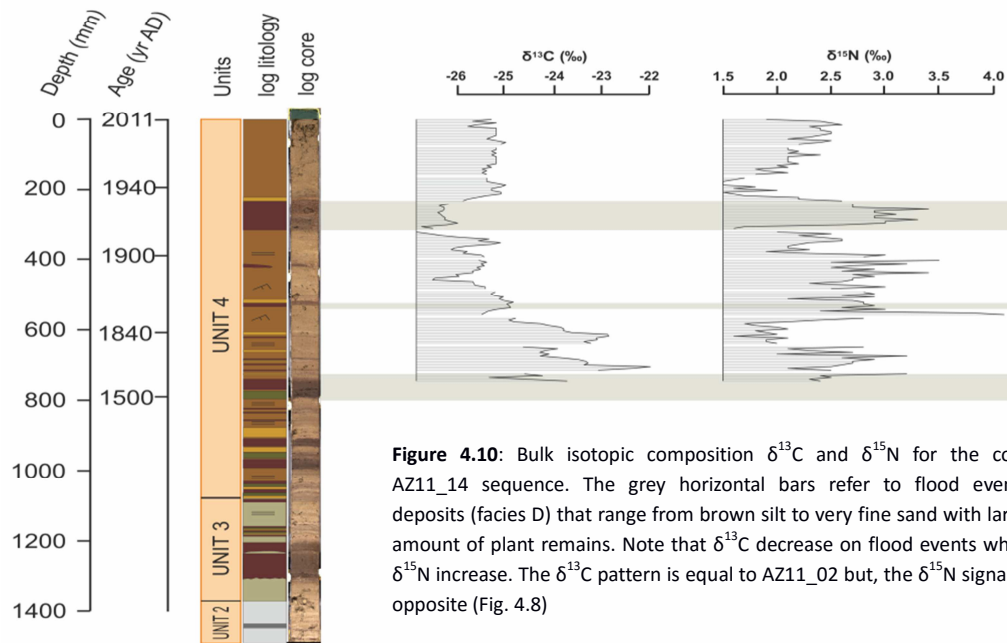 Depth (mm)
Age (yr AD)
Units
log litology
log core
δ¹³C (‰)
-26 -25 -24 -23 -22
δ¹⁵N (‰)
1.5 2.0 2.5 3.0 3.5 4.0
0 2011
200 1940
400 1900
600 1840
800 1500
1000
1200
1400
UNIT 4
UNIT 3
UNIT 2
Figure 4.10: Bulk isotopic composition δ¹³C and δ¹⁵N for the co
AZ11_14 sequence. The grey horizontal bars refer to flood even
deposits (facies D) that range from brown silt to very fine sand with lar
amount of plant remains. Note that δ¹³C decrease on flood events wh
δ¹⁵N increase. The δ¹³C pattern is equal to AZ11_02 but, the δ¹⁵N signa
opposite (Fig. 4.8)